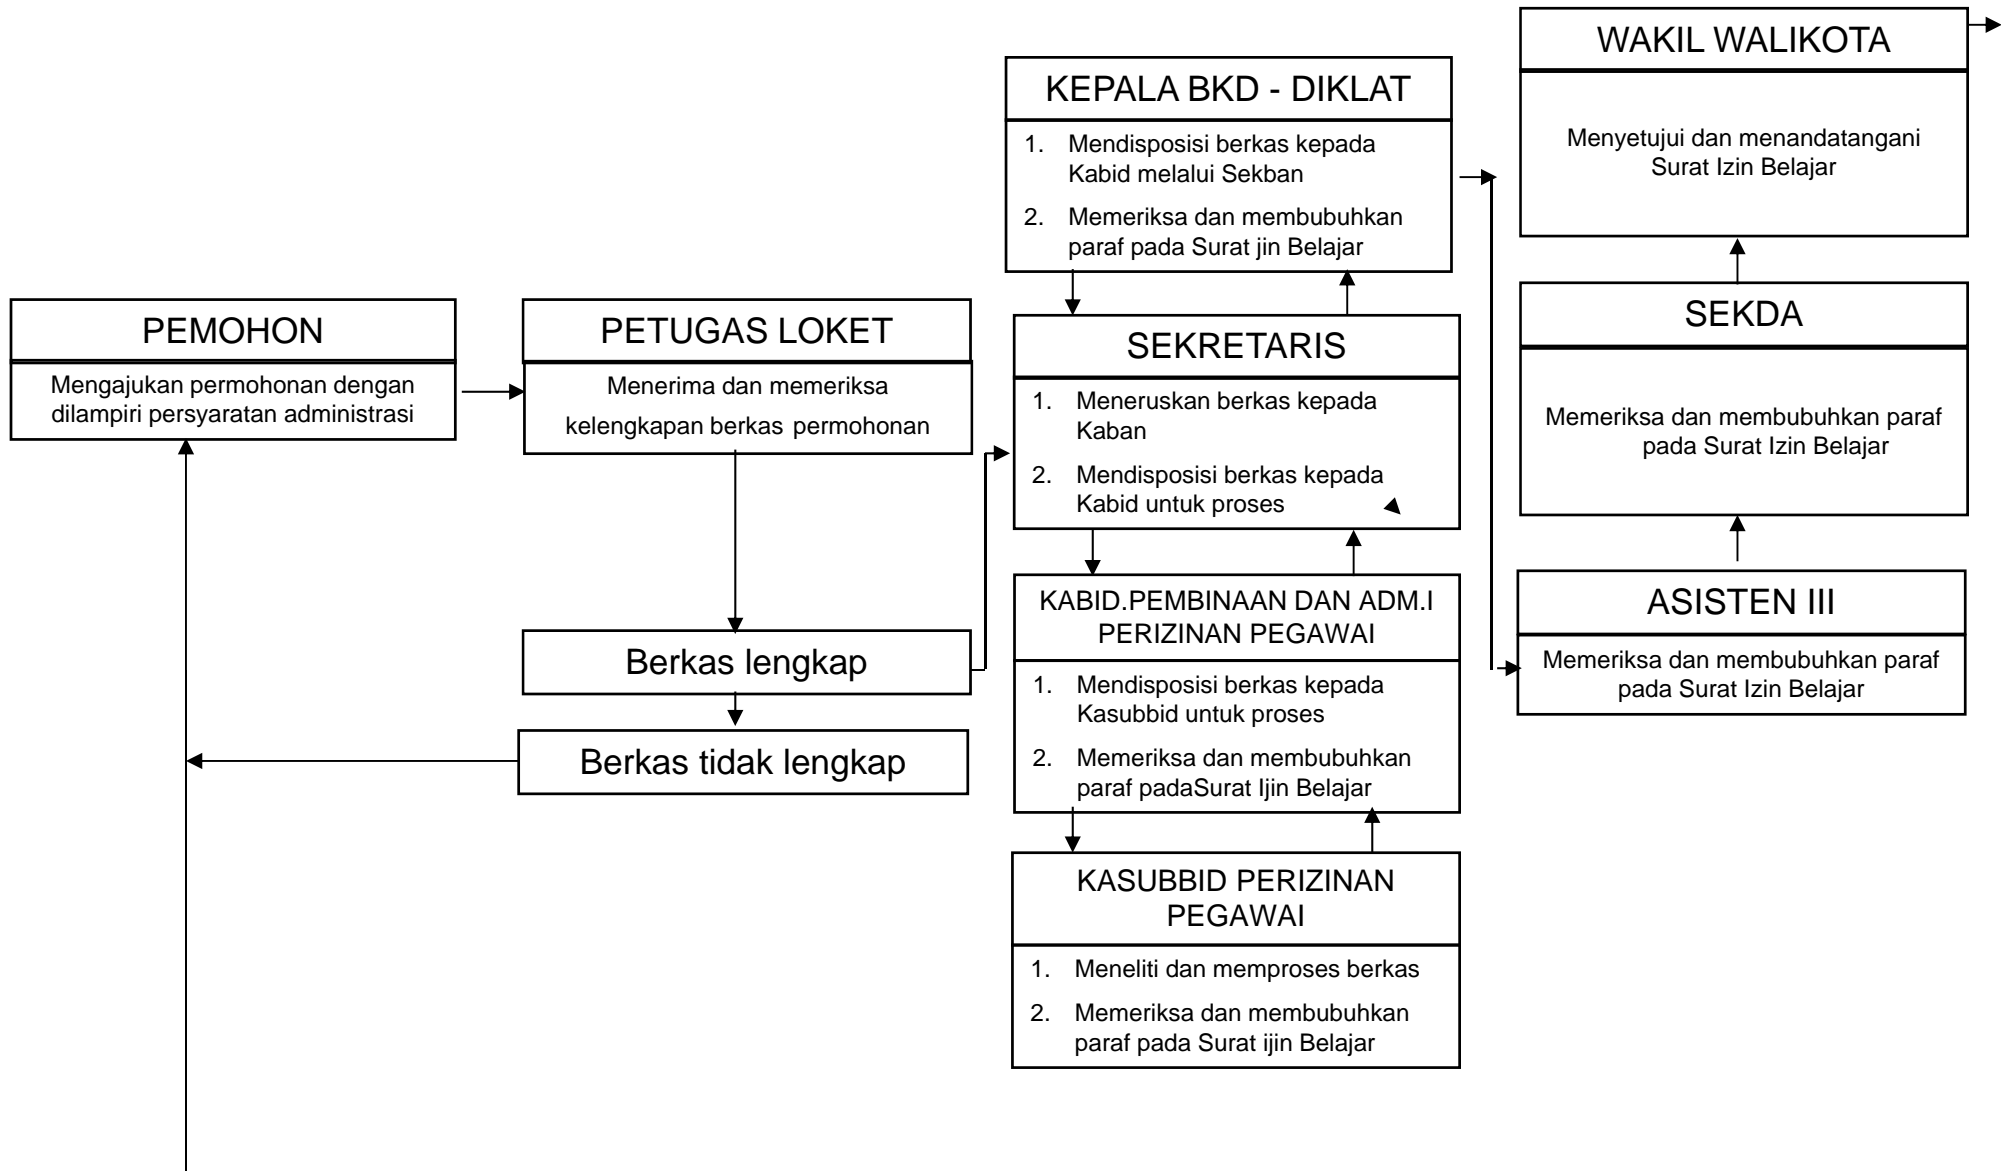 PEMOHON
Mengajukan permohonan dengan
dilampiri persyaratan administrasi
PETUGAS LOKET
Menerima dan memeriksa
kelengkapan berkas permohonan
Berkas lengkap
Berkas tidak lengkap
KEPALA BKD - DIKLAT
1. Mendisposisi berkas kepada
Kabid melalui Sekban
2. Memeriksa dan membubuhkan
paraf pada Surat jin Belajar
SEKRETARIS
1. Meneruskan berkas kepada
Kaban
2. Mendisposisi berkas kepada
Kabid untuk proses
KABID.PEMBINAAN DAN ADM.I
PERIZINAN PEGAWAI
1. Mendisposisi berkas kepada
Kasubbid untuk proses
2. Memeriksa dan membubuhkan
paraf padaSurat Ijin Belajar
KASUBBID PERIZINAN
PEGAWAI
1. Meneliti dan memproses berkas
2. Memeriksa dan membubuhkan
paraf pada Surat ijin Belajar
WAKIL WALIKOTA
Menyetujui dan menandatangani
Surat Izin Belajar
SEKDA
Memeriksa dan membubuhkan paraf
pada Surat Izin Belajar
ASISTEN III
Memeriksa dan membubuhkan paraf
pada Surat Izin Belajar